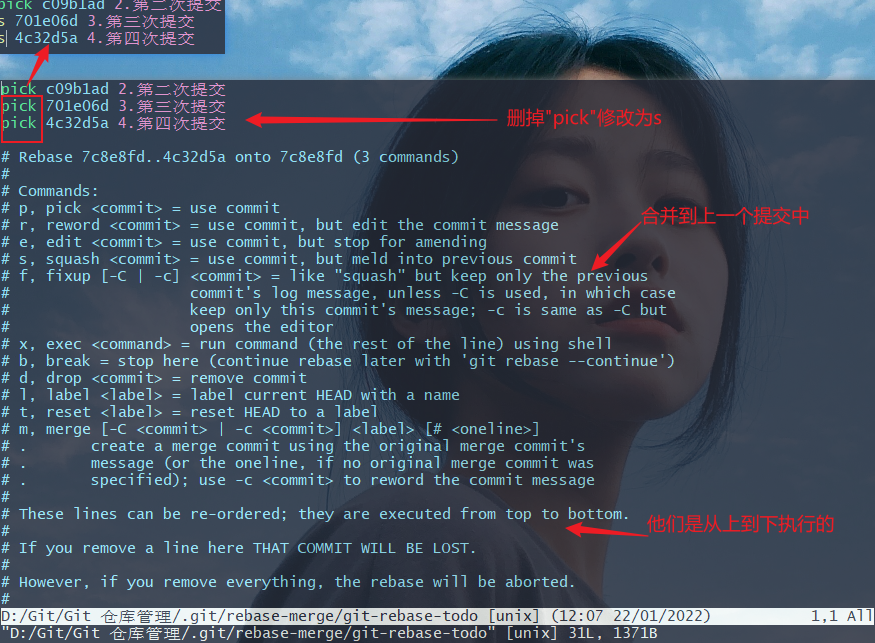 pick c09b1ad 2.第二次提交
s 701e06d 3.第三次提交
s 4c32d5a 4.第四次提交
pick c09b1ad 2.第二次提交
pick 701e06d 3.第三次提交
pick 4c32d5a 4.第四次提交
删掉"pick"修改为s
# Rebase 7c8e8fd..4c32d5a onto 7c8e8fd (3 commands)
#
# Commands:
# p, pick <commit> = use commit
合并到上一个提交中
# r, reword <commit> = use commit, but edit the commit message
# e, edit <commit> = use commit, but stop for amending
# s, squash <commit> = use commit, but meld into previous commit
# f, fixup [-C | -c] <commit> = like "squash" but keep only the previous
#                    commit's log message, unless -C is used, in which case
#                    keep only this commit's message; -c is same as -C but
#                    opens the editor
# x, exec <command> = run command (the rest of the line) using shell
# b, break = stop here (continue rebase later with 'git rebase --continue')
# d, drop <commit> = remove commit
# l, label <label> = label current HEAD with a name
# t, reset <label> = reset HEAD to a label
# m, merge [-C <commit> | -c <commit>] <label> [# <oneline>]
# .       create a merge commit using the original merge commit's
# .       message (or the oneline, if no original merge commit was
# .       specified); use -c <commit> to reword the commit message
#
# These lines can be re-ordered; they are executed from top to bottom.
他们是从上到下执行的
#
# If you remove a line here THAT COMMIT WILL BE LOST.
#
# However, if you remove everything, the rebase will be aborted.
#
D:/Git/Git 仓库管理/.git/rebase-merge/git-rebase-todo [unix] (12:07 22/01/2022) 1,1 All
"D:/Git/Git 仓库管理/.git/rebase-merge/git-rebase-todo" [unix] 31L, 1371B